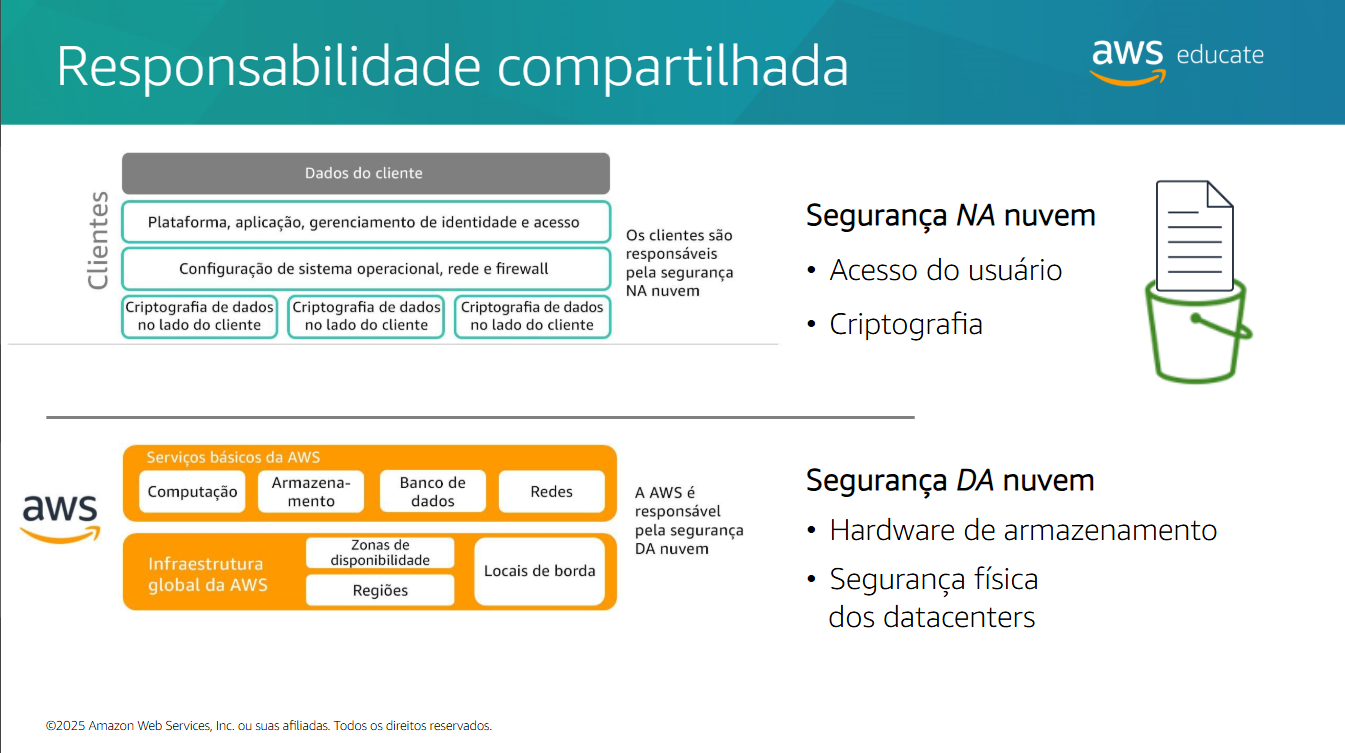 Responsabilidade compartilhada
aws educate
Clientes
Dados do cliente
Plataforma, aplicação, gerenciamento de identidade e acesso
Configuração de sistema operacional, rede e firewall
Criptografia de dados
no lado do cliente
Criptografia de dados
no lado do cliente
Criptografia de dados
no lado do cliente
Os clientes são
responsáveis
pela segurança
NA nuvem
Segurança NA nuvem
• Acesso do usuário
• Criptografia
aws
Serviços básicos da AWS
Computação
Armazena-
mento
Banco de
dados
Redes
Infraestrutura
global da AWS
Zonas de
disponibilidade
Regiões
Locais de borda
A AWS é
responsável
pela segurança
DA nuvem
Segurança DA nuvem
• Hardware de armazenamento
• Segurança física
dos datacenters
©2025 Amazon Web Services, Inc. ou suas afiliadas. Todos os direitos reservados.